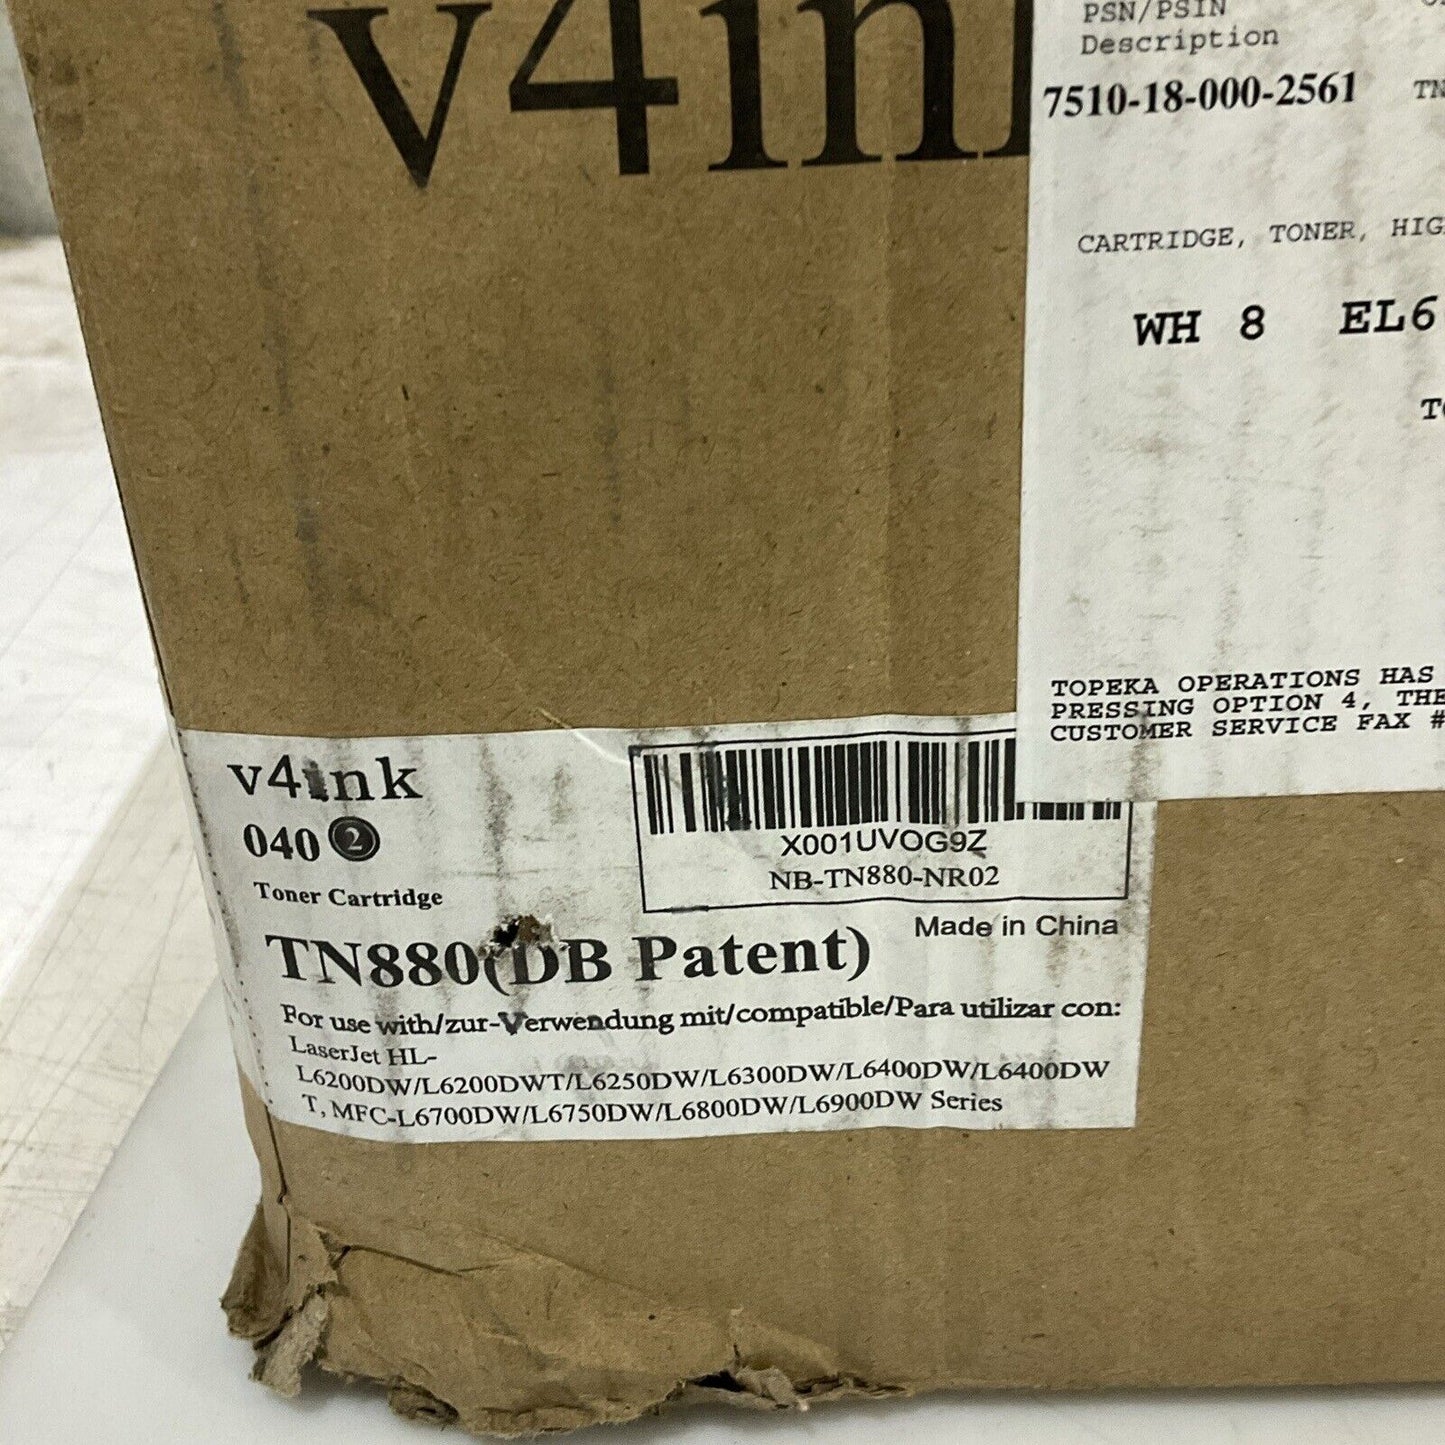 v4in
PSN/PSIN
Description
7510-18-000-2561 TN
CARTRIDGE, TONER, HIG
WH 8 EL6
TOPEKA OPERATIONS HAS
PRESSING OPTION 4, THE
CUSTOMER SERVICE FAX #
v4ink
040 2
Toner Cartridge
X001UVOG9Z
NB-TN880-NR02
Made in China
TN880(DB Patent)
For use with/zur-Verwendung mit/compatible/Para utilizar con:
LaserJet HL-
L6200DW/L6200DWT/L6250DW/L6300DW/L6400DW/L6400DW
T, MFC-L6700DW/L6750DW/L6800DW/L6900DW Series